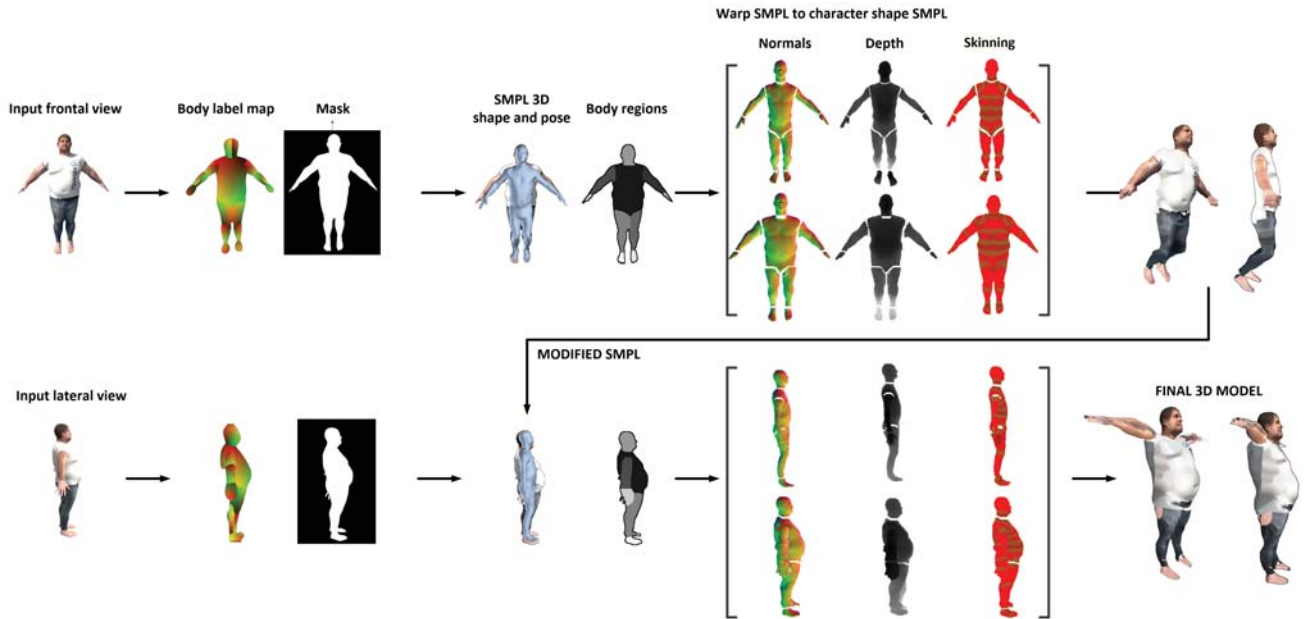 Warp SMPL to character shape SMPL
Normals
Depth
Skinning
Input frontal view
Body label map
Mask
SMPL 3D
shape and pose
Body regions
MODIFIED SMPL
Input lateral view
FINAL 3D MODEL